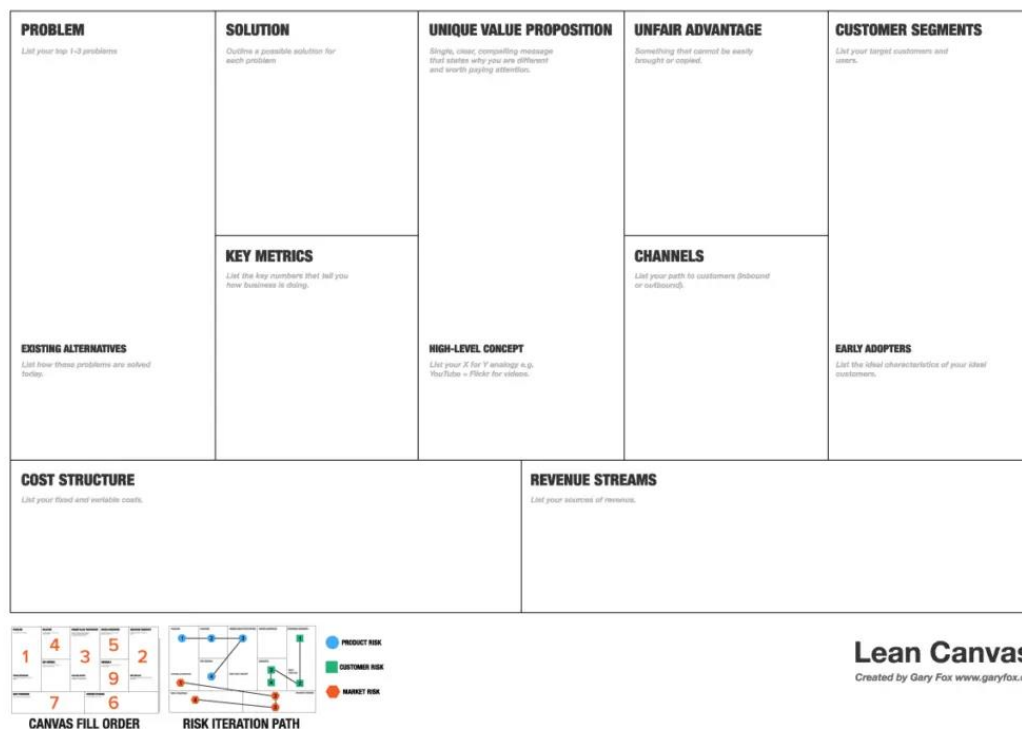 PROBLEM
List your top 1-3 problems
SOLUTION
Outline a possible solution for
each problem
UNIQUE VALUE PROPOSITION
Single, clear, compelling message
that states why you are different
and worth paying attention.
UNFAIR ADVANTAGE
Something that cannot be easily
brought or copied.
CUSTOMER SEGMENTS
List your target customers and
users.
KEY METRICS
List the key numbers that tell you
how business is doing.
CHANNELS
List your path to customers (inbound
or outbound).
EXISTING ALTERNATIVES
List how these problems are solved
today.
HIGH-LEVEL CONCEPT
List your X for Y analogy e.g.
YouTube = Flickr for videos.
EARLY ADOPTERS
List the ideal characteristics of your ideal
customers.
COST STRUCTURE
List your fixed and variable costs.
REVENUE STREAMS
List your sources of revenue.
1
4
3
5
2
9
7
6
CANVAS FILL ORDER
RISK ITERATION PATH
PRODUCT RISK
CUSTOMER RISK
MARKET RISK
Lean Canvas
Created by Gary Fox www.garyfox.c